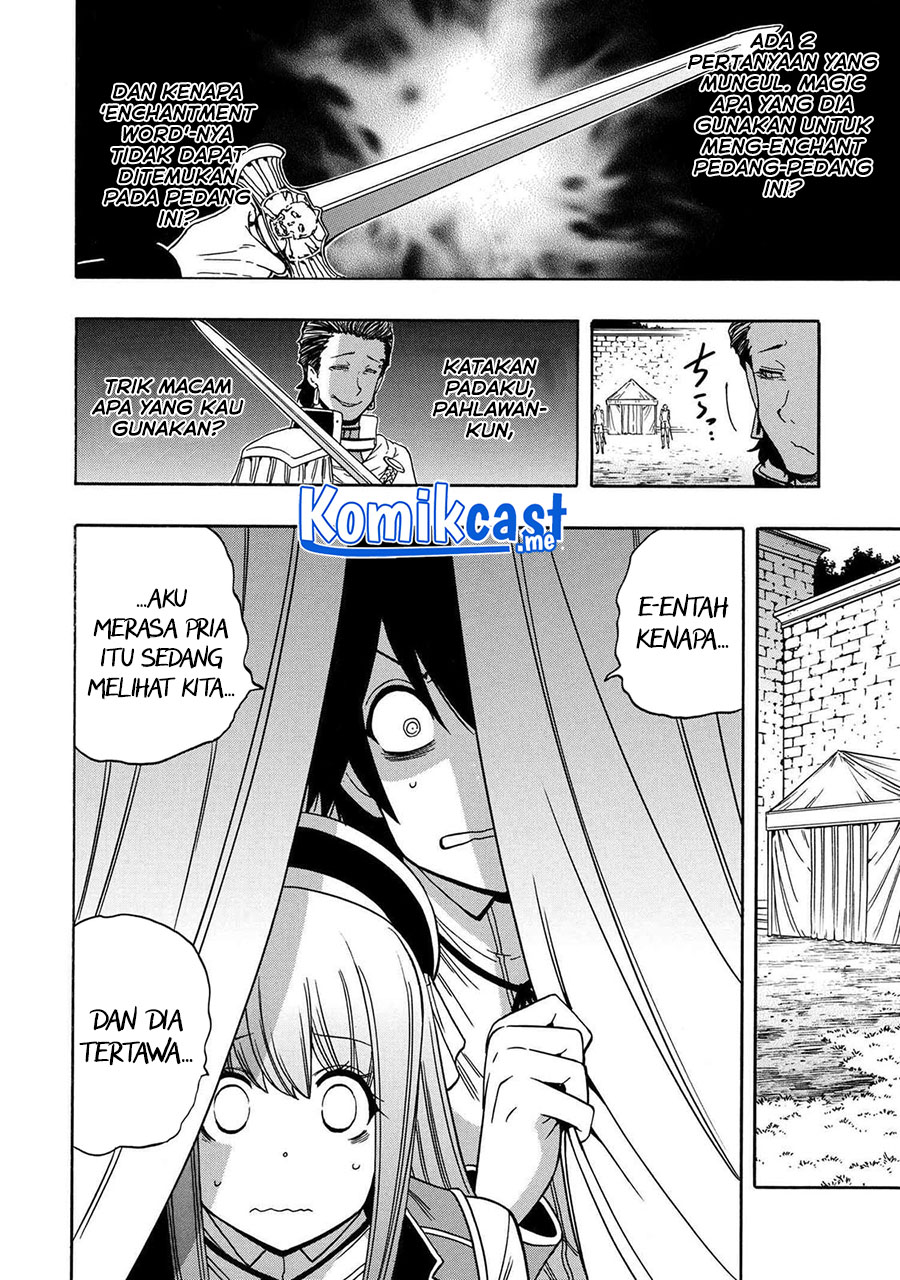 ADA 2
PERTANYAAN YANG
MUNCUL. MAGIC
APA YANG DIA
GUNAKAN UNTUK
MENG-ENCHANT
PEDANG-PEDANG
INI?
DAN KENAPA
'ENCHANTMENT
WORD'-NYA
TIDAK DAPAT
DITEMUKAN
PADA PEDANG
INI?
ちら…
KATAKAN
PADAKU,
PAHLAWAN-
KUN,
TRIK MACAM
APA YANG KAU
GUNAKAN?
Komikcast
.me
E-ENTAH
KENAPA...
...AKU
MERASA PRIA
ITU SEDANG
MELIHAT KITA...
DAN DIA
TERTAWA...